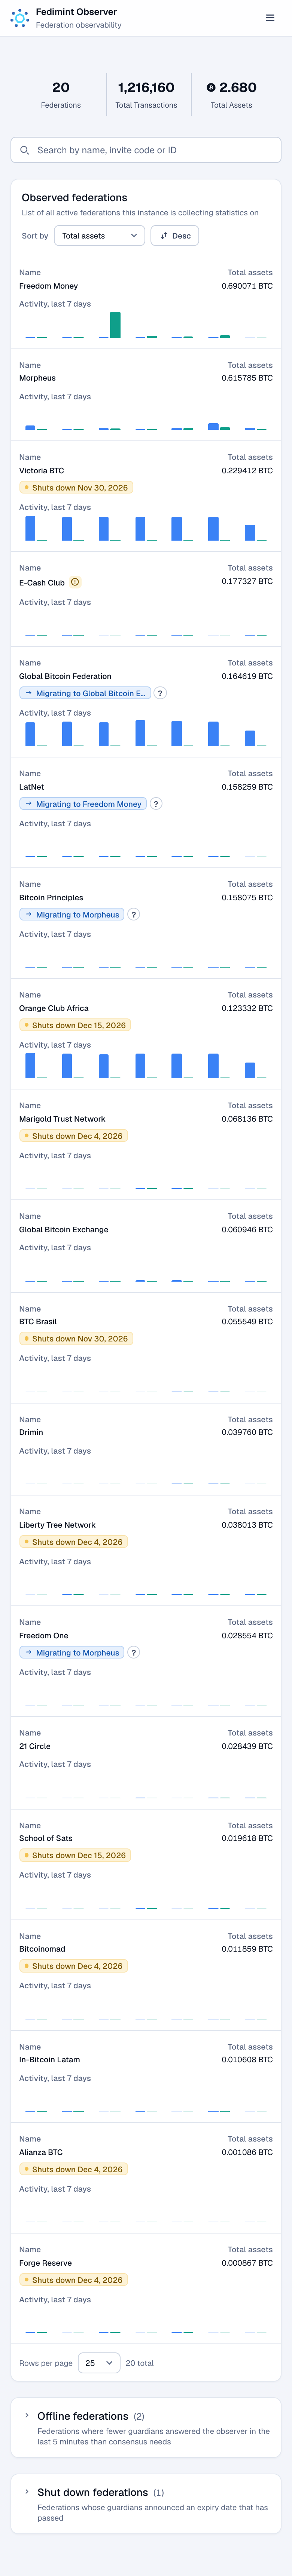 Fedimint Observer
Federation observability
20
Federations
1,216,160
Total Transactions
2.680
Total Assets
Search by name, invite code or ID
Observed federations
List of all active federations this instance is collecting statistics on
Sort by
Total assets
Desc
Name
Total assets
Freedom Money
0.690071 BTC
Activity, last 7 days
Name
Total assets
Morpheus
0.615785 BTC
Activity, last 7 days
Name
Total assets
Victoria BTC
0.229412 BTC
Shuts down Nov 30, 2026
Activity, last 7 days
Name
Total assets
E-Cash Club
0.177327 BTC
Activity, last 7 days
Name
Total assets
Global Bitcoin Federation
0.164619 BTC
→ Migrating to Global Bitcoin E... ?
Activity, last 7 days
Name
Total assets
LatNet
0.158259 BTC
→ Migrating to Freedom Money ?
Activity, last 7 days
Name
Total assets
Bitcoin Principles
0.158075 BTC
→ Migrating to Morpheus ?
Activity, last 7 days
Name
Total assets
Orange Club Africa
0.123332 BTC
Shuts down Dec 15, 2026
Activity, last 7 days
Name
Total assets
Marigold Trust Network
0.068136 BTC
Shuts down Dec 4, 2026
Activity, last 7 days
Name
Total assets
Global Bitcoin Exchange
0.060946 BTC
Activity, last 7 days
Name
Total assets
BTC Brasil
0.055549 BTC
Shuts down Nov 30, 2026
Activity, last 7 days
Name
Total assets
Drimin
0.039760 BTC
Activity, last 7 days
Name
Total assets
Liberty Tree Network
0.038013 BTC
Shuts down Dec 4, 2026
Activity, last 7 days
Name
Total assets
Freedom One
0.028554 BTC
→ Migrating to Morpheus ?
Activity, last 7 days
Name
Total assets
21 Circle
0.028439 BTC
Activity, last 7 days
Name
Total assets
School of Sats
0.019618 BTC
Shuts down Dec 15, 2026
Activity, last 7 days
Name
Total assets
Bitcoinomad
0.011859 BTC
Shuts down Dec 4, 2026
Activity, last 7 days
Name
Total assets
In-Bitcoin Latam
0.010608 BTC
Activity, last 7 days
Name
Total assets
Alianza BTC
0.001086 BTC
Shuts down Dec 4, 2026
Activity, last 7 days
Name
Total assets
Forge Reserve
0.000867 BTC
Shuts down Dec 4, 2026
Activity, last 7 days
Rows per page
25
20 total
Offline federations (2)
Federations where fewer guardians answered the observer in the
last 5 minutes than consensus needs
Shut down federations (1)
Federations whose guardians announced an expiry date that has
passed